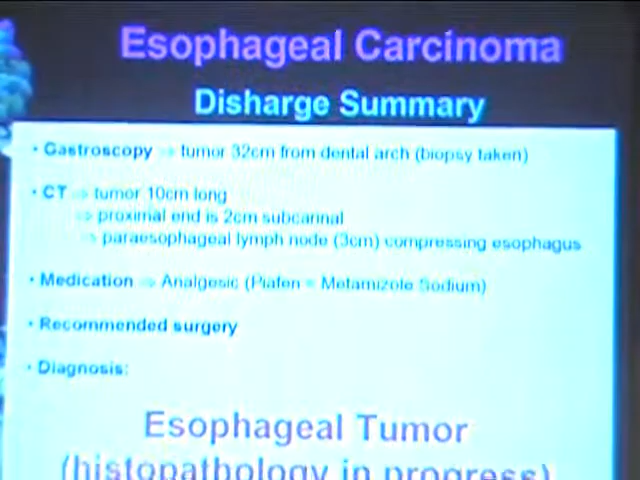 Esophageal Carcinoma
Disharge Summary
• Gastroscopy ⇒ tumor 32cm from dental arch (biopsy taken)
• CT ⇒ tumor 10cm long
⇒ proximal end is 2cm subcarinal
⇒ paraesophageal lymph node (3cm) compressing esophagus
• Medication ⇒ Analgesic (Piafen = Metamizole Sodium)
• Recommended surgery
• Diagnosis:
Esophageal Tumor
(histopathology in progress)